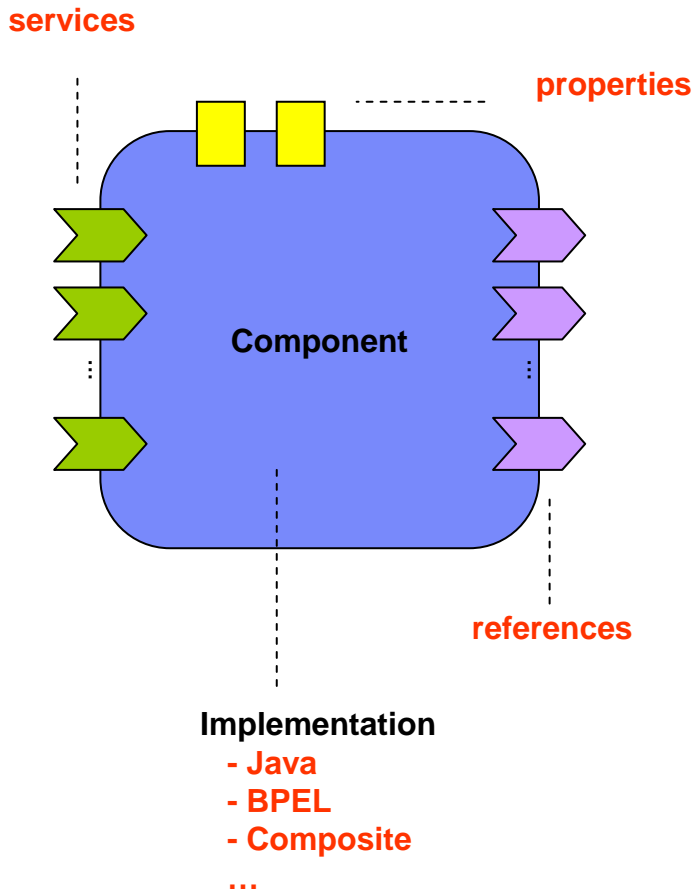 services
properties
...
Component
...
references
Implementation
- Java
- BPEL
- Composite
...